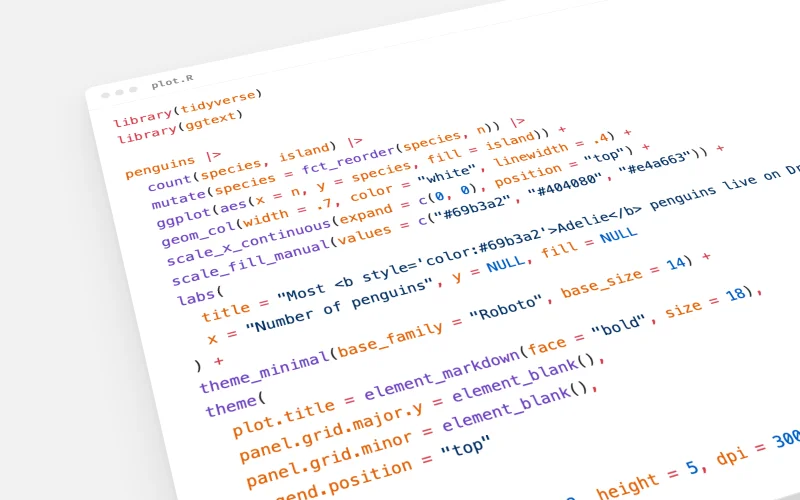 plot.R
library(tidyverse)
library(ggtext)
penguins |>
count(species, island) |>
mutate(species = fct_reorder(species, n)) |>
ggplot(aes(x = n, y = species, fill = island)) +
geom_col(width = .7, color = "white", linewidth = .4) +
scale_x_continuous(expand = c(0, 0), position = "top") +
scale_fill_manual(values = c("#69b3a2", "#404080", "#e4a663")) +
labs(
title = "Most <b style='color:#69b3a2'>Adelie</b> penguins live on
x = "Number of penguins", y = NULL, fill = NULL
) +
theme_minimal(base_family = "Roboto", base_size = 14) +
theme(
plot.title = element_markdown(face = "bold", size = 18),
panel.grid.major.y = element_blank(),
panel.grid.minor = element_blank(),
gend.position = "top"
height = 5, dpi = 300